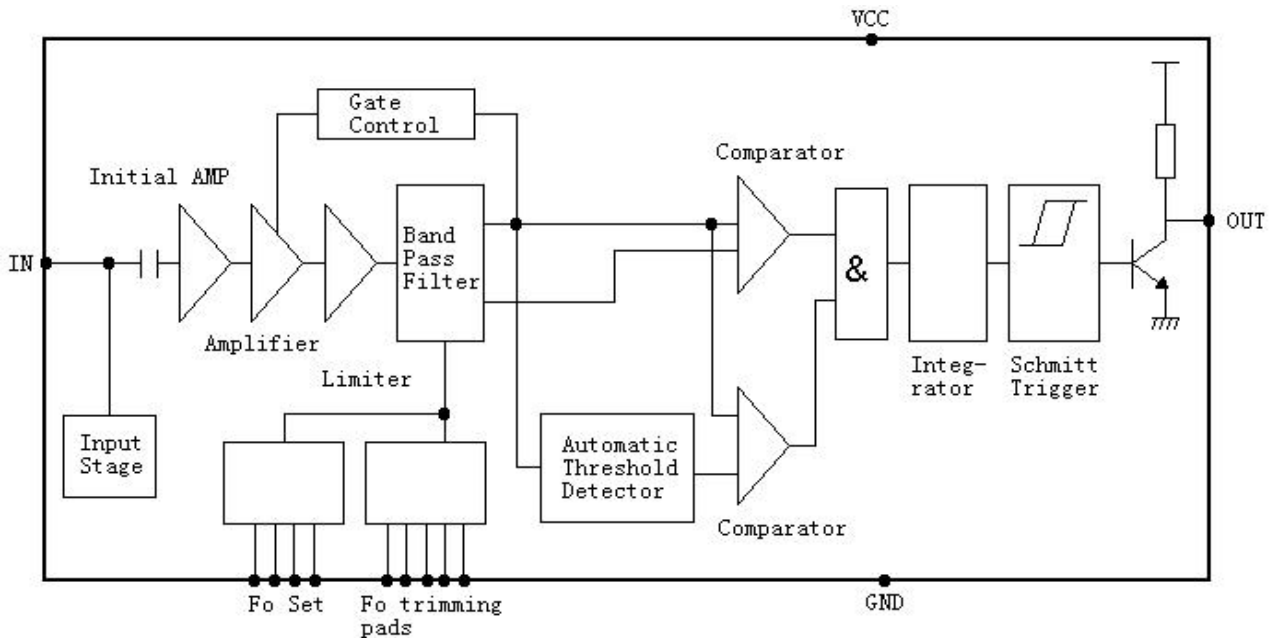 VCC
Gate
Control
Comparator
Initial AMP
Band
Pass
Filter
IN
OUT
&
Amplifier
Limiter
Integ-
rator
Schmitt
Trigger
Input
Stage
Automatic
Threshold
Detector
Comparator
Fo Set
Fo trimming
pads
GND